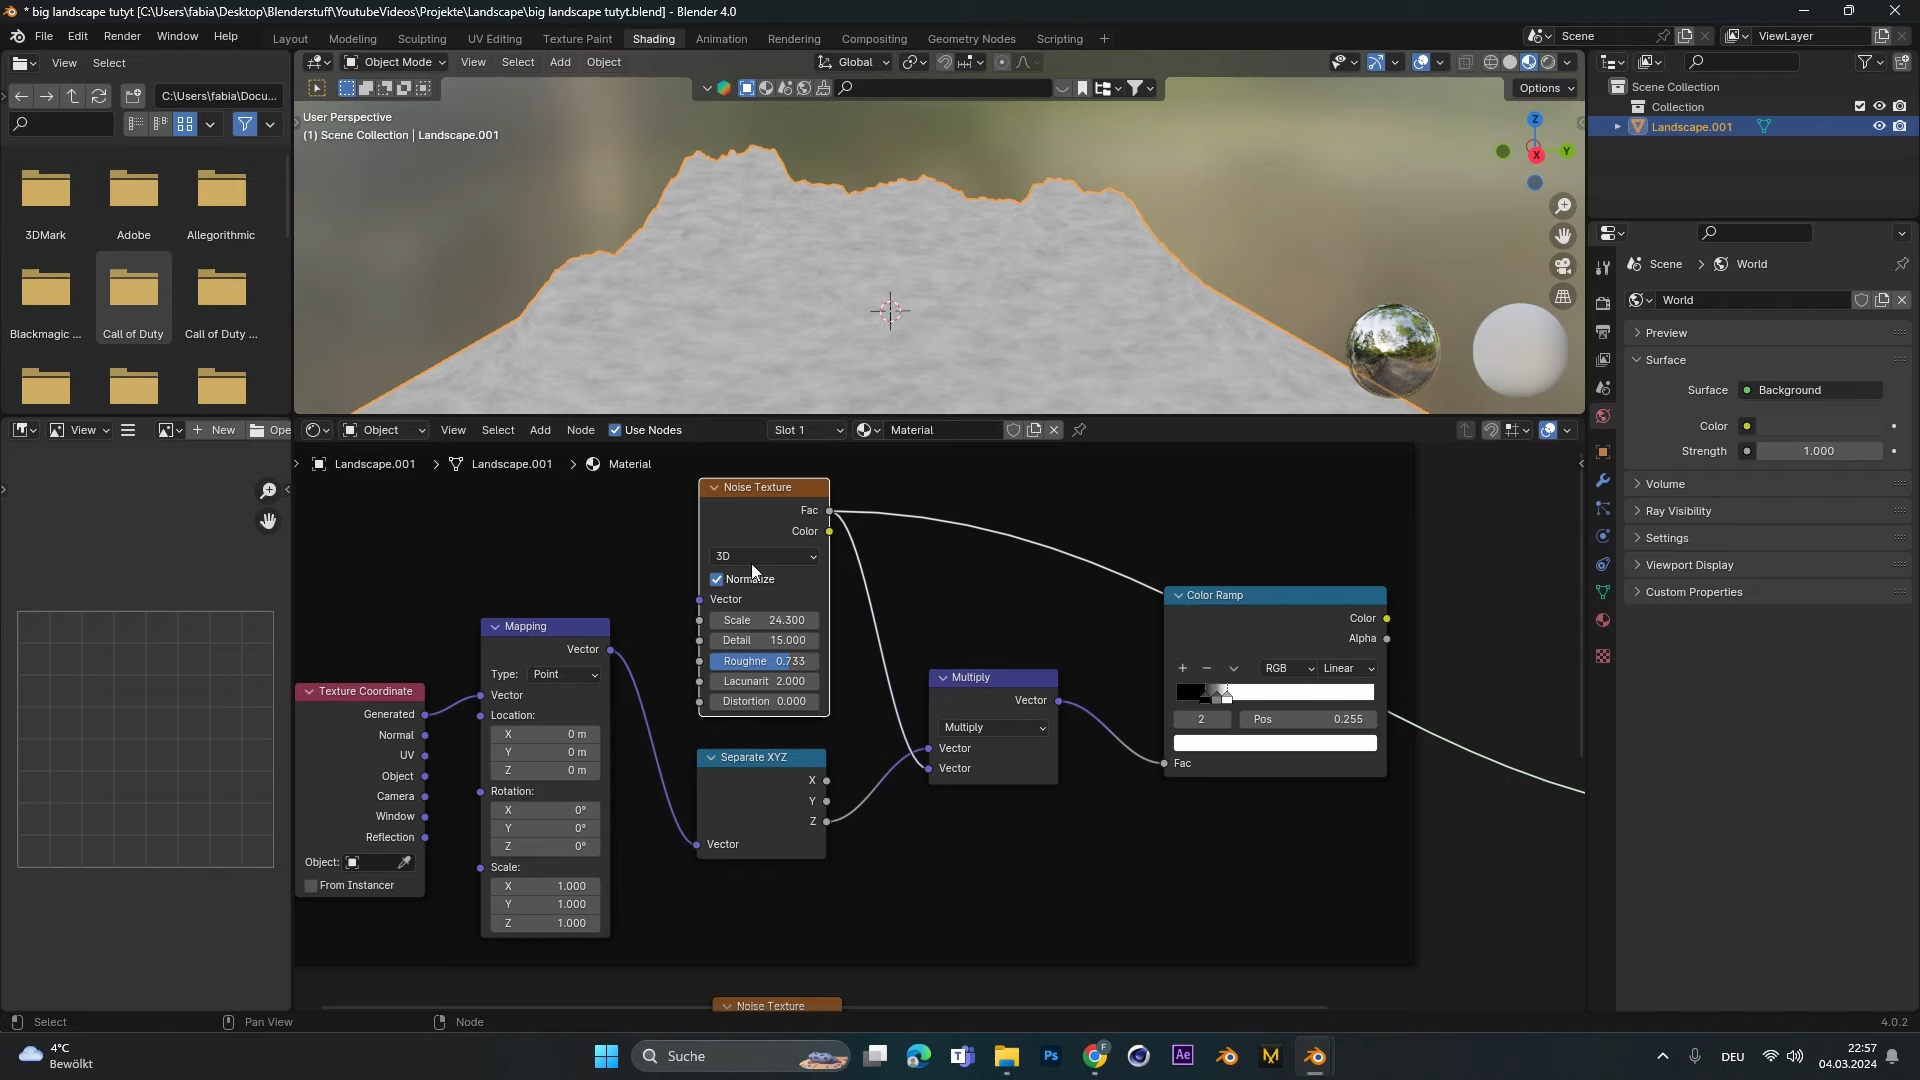 * big landscape tutyt [C:\Users\fabia\Desktop\Blenderstuff\YoutubeVideos\Projekte\Landscape\big landscape tutyt.blend] - Blender 4.0
File Edit Render Window Help
Layout Modeling Sculpting UV Editing Texture Paint Shading Animation Rendering Compositing Geometry Nodes Scripting +
Scene
ViewLayer
View Select
Object Mode View Select Add Object
Global
Options
C:\Users\fabia\Docu...
User Perspective
(1) Scene Collection | Landscape.001
Z
X
Y
Scene Collection
Collection
Landscape.001
3DMark
Adobe
Allegorithmic
Blackmagic ...
Call of Duty
Call of Duty ...
Scene > World
World
Preview
Surface
Surface Background
Color
Strength 1.000
Volume
Ray Visibility
Settings
Viewport Display
Custom Properties
View
+ New
Ope
Object View Select Add Node Use Nodes
Slot 1
Material
Landscape.001 > Landscape.001 > Material
Noise Texture
Fac
Color
3D
Normalize
Vector
Scale 24.300
Detail 15.000
Roughne 0.733
Lacunarit 2.000
Distortion 0.000
Mapping
Vector
Type: Point
Vector
Location:
X 0 m
Y 0 m
Z 0 m
Rotation:
X 0°
Y 0°
Z 0°
Scale:
X 1.000
Y 1.000
Z 1.000
Texture Coordinate
Generated
Normal
UV
Object
Camera
Window
Reflection
Object:
From Instancer
Separate XYZ
X
Y
Z
Vector
Multiply
Vector
Multiply
Vector
Vector
Color Ramp
Color
Alpha
RGB Linear
2 Pos 0.255
Fac
Noise Texture
Select
Pan View
Node
4.0.2
4°C
Bewölkt
Suche
Ps
F
Ae
M
DEU
22:57
04.03.2024